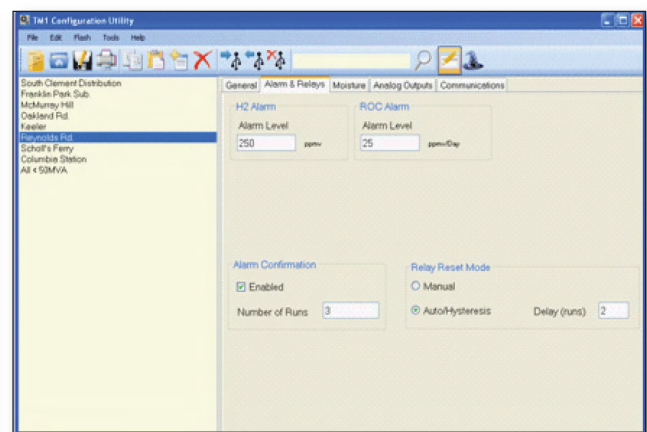 TM1 Configuration Utility
File Edit Flash Tools Help
South Clement Distribution
Franklin Park Sub.
McMurray Hill
Oakland Rd.
Keeler
Reynolds Rd.
Scholl's Ferry
Columbia Station
All < 50MVA
General Alarm & Relays Moisture Analog Outputs Communications
H2 Alarm
Alarm Level
250 ppmv
ROC Alarm
Alarm Level
25 ppmv/Day
Alarm Confirmation
Enabled
Number of Runs 3
Relay Reset Mode
Manual
Auto/Hysteresis Delay (runs) 2